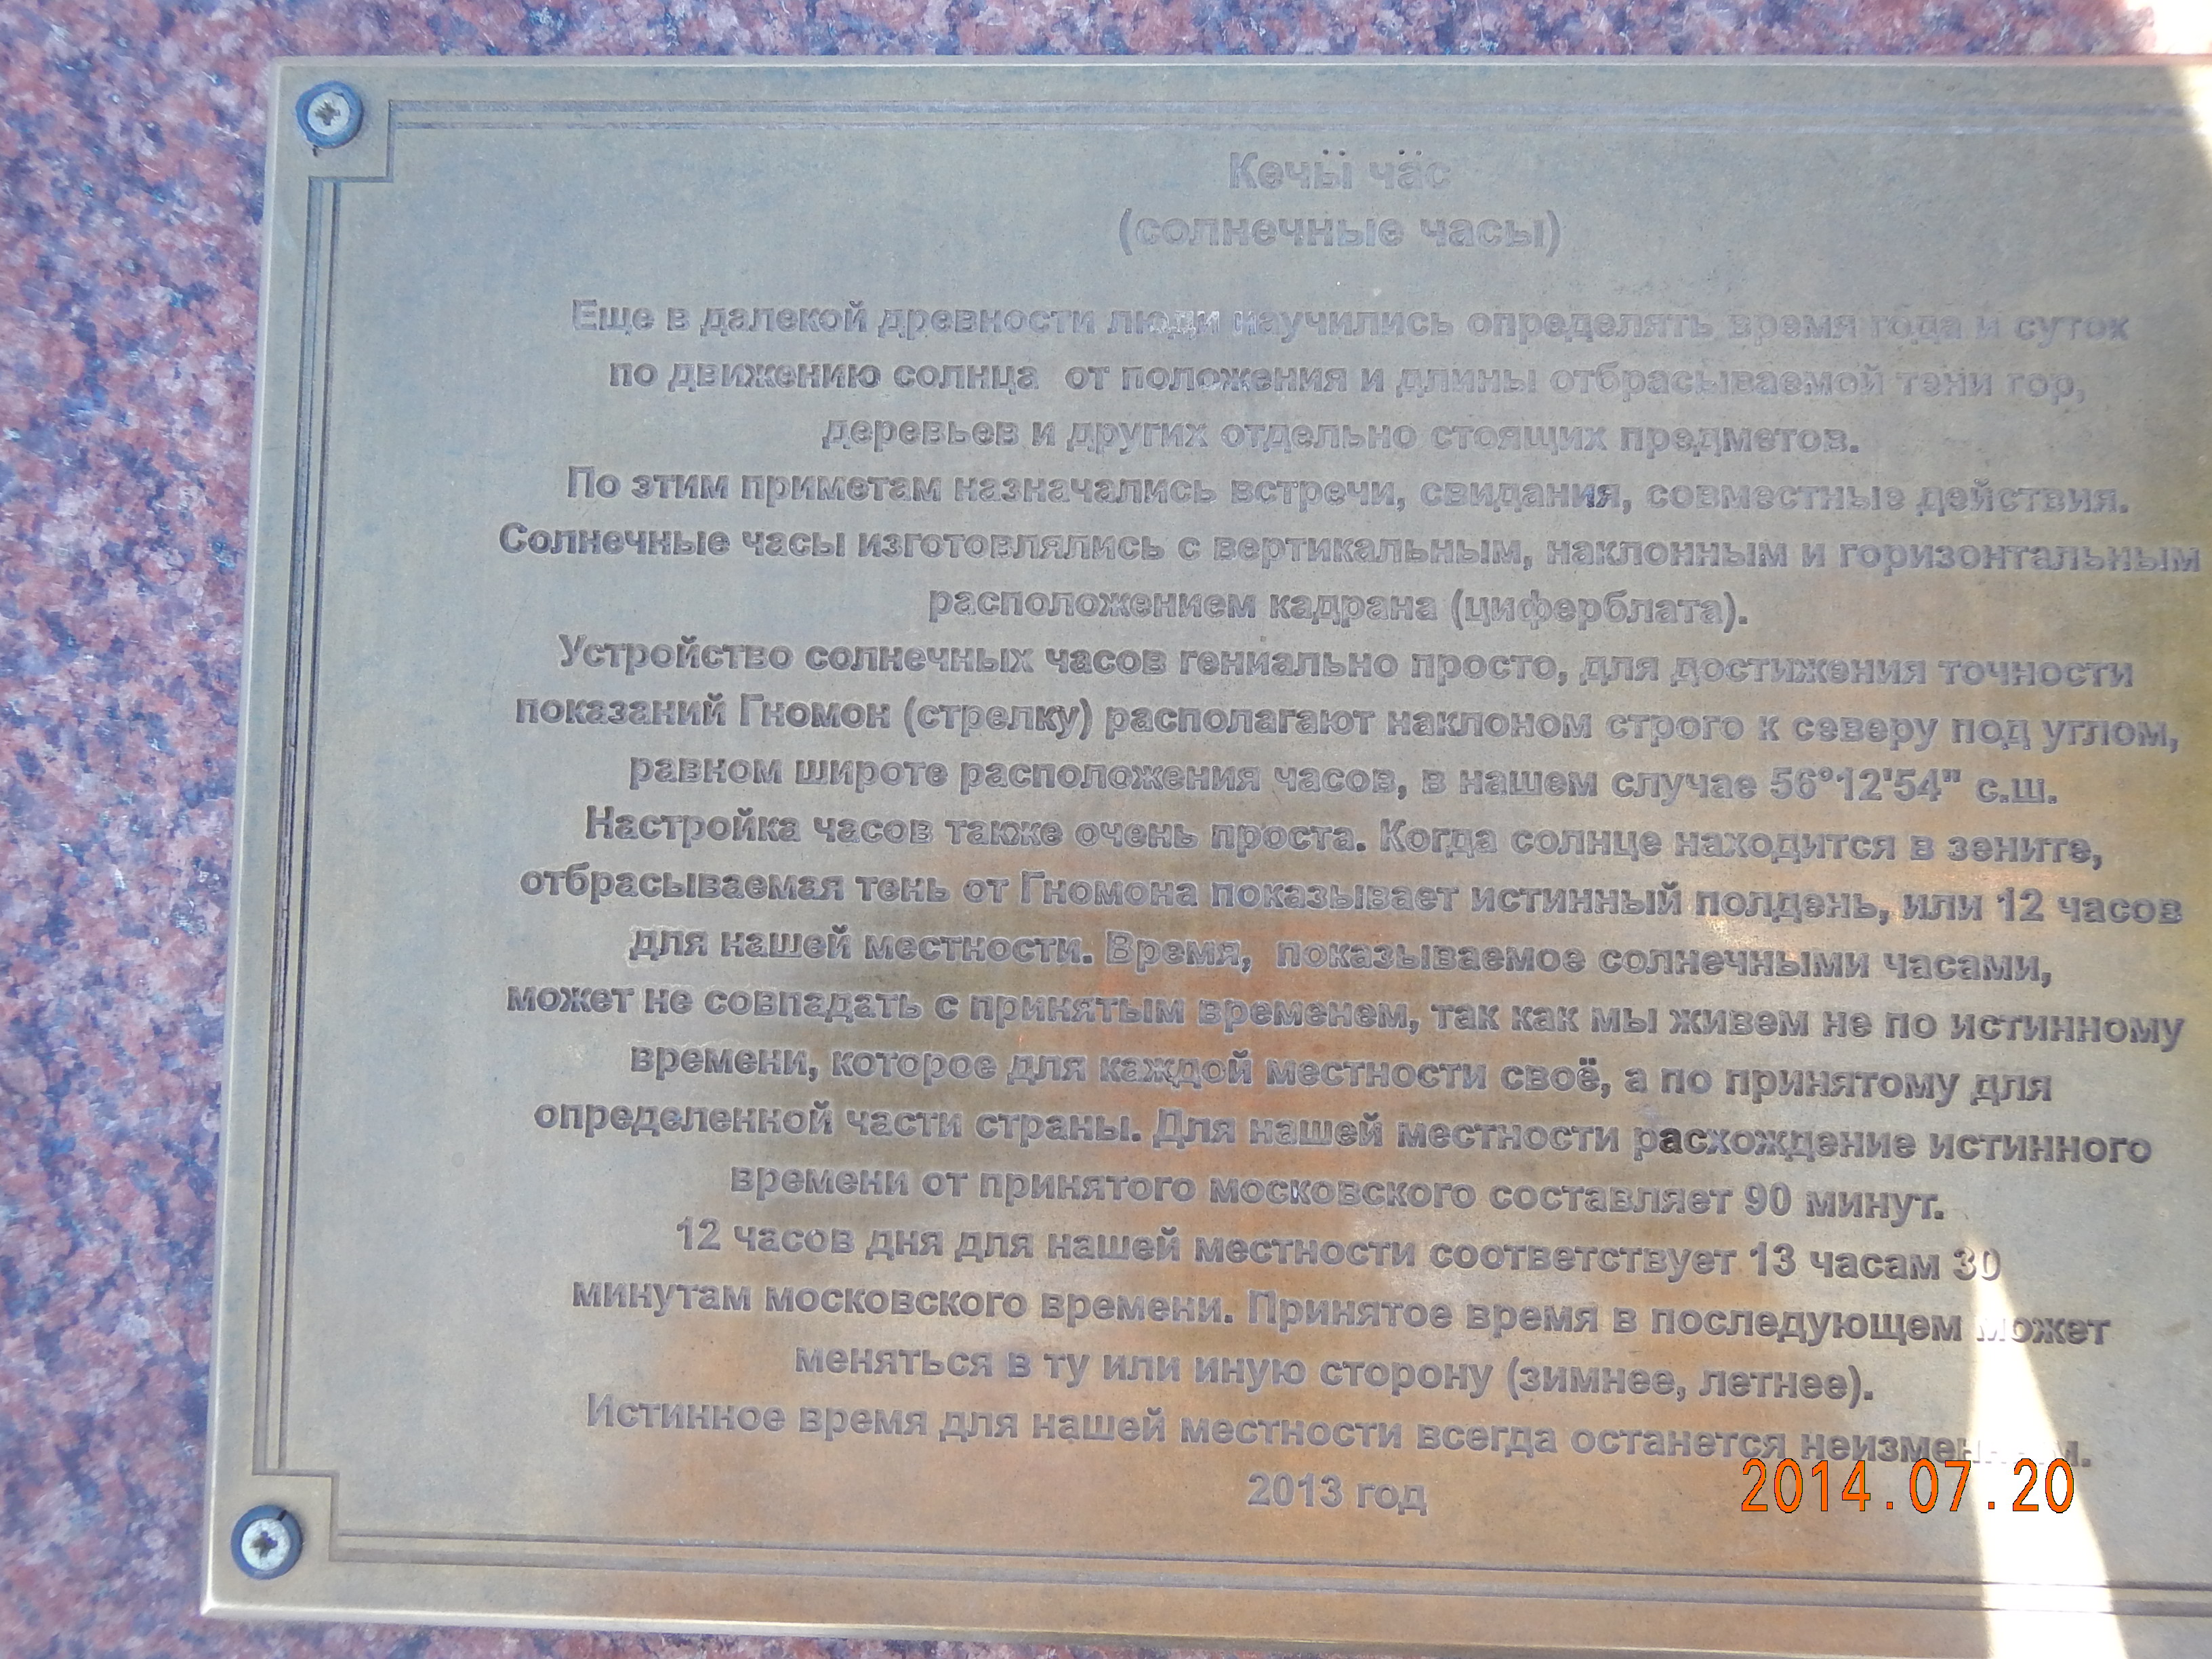 Кечӹ час
(солнечные часы)
Еще в далекой древности люди научились определять время года и суток
по движению солнца от положения и длины отбрасываемой тени гор,
деревьев и других отдельно стоящих предметов.
По этим приметам назначались встречи, свидания, совместные действия.
Солнечные часы изготовлялись с вертикальным, наклонным и горизонтальным
расположением кадрана (циферблата).
Устройство солнечных часов гениально просто, для достижения точности
показаний Гномон (стрелку) располагают наклоном строго к северу под углом,
равном широте расположения часов, в нашем случае 56°12'54" с.ш.
Настройка часов также очень проста. Когда солнце находится в зените,
отбрасываемая тень от Гномона показывает истинный полдень, или 12 часов
для нашей местности. Время, показываемое солнечными часами,
может не совпадать с принятым временем, так как мы живем не по истинному
времени, которое для каждой местности своё, а по принятому для
определенной части страны. Для нашей местности расхождение истинного
времени от принятого московского составляет 90 минут.
12 часов дня для нашей местности соответствует 13 часам 30
минутам московского времени. Принятое время в последующем может
меняться в ту или иную сторону (зимнее, летнее).
Истинное время для нашей местности всегда останется неизменным.
2013 год
2014.07.20